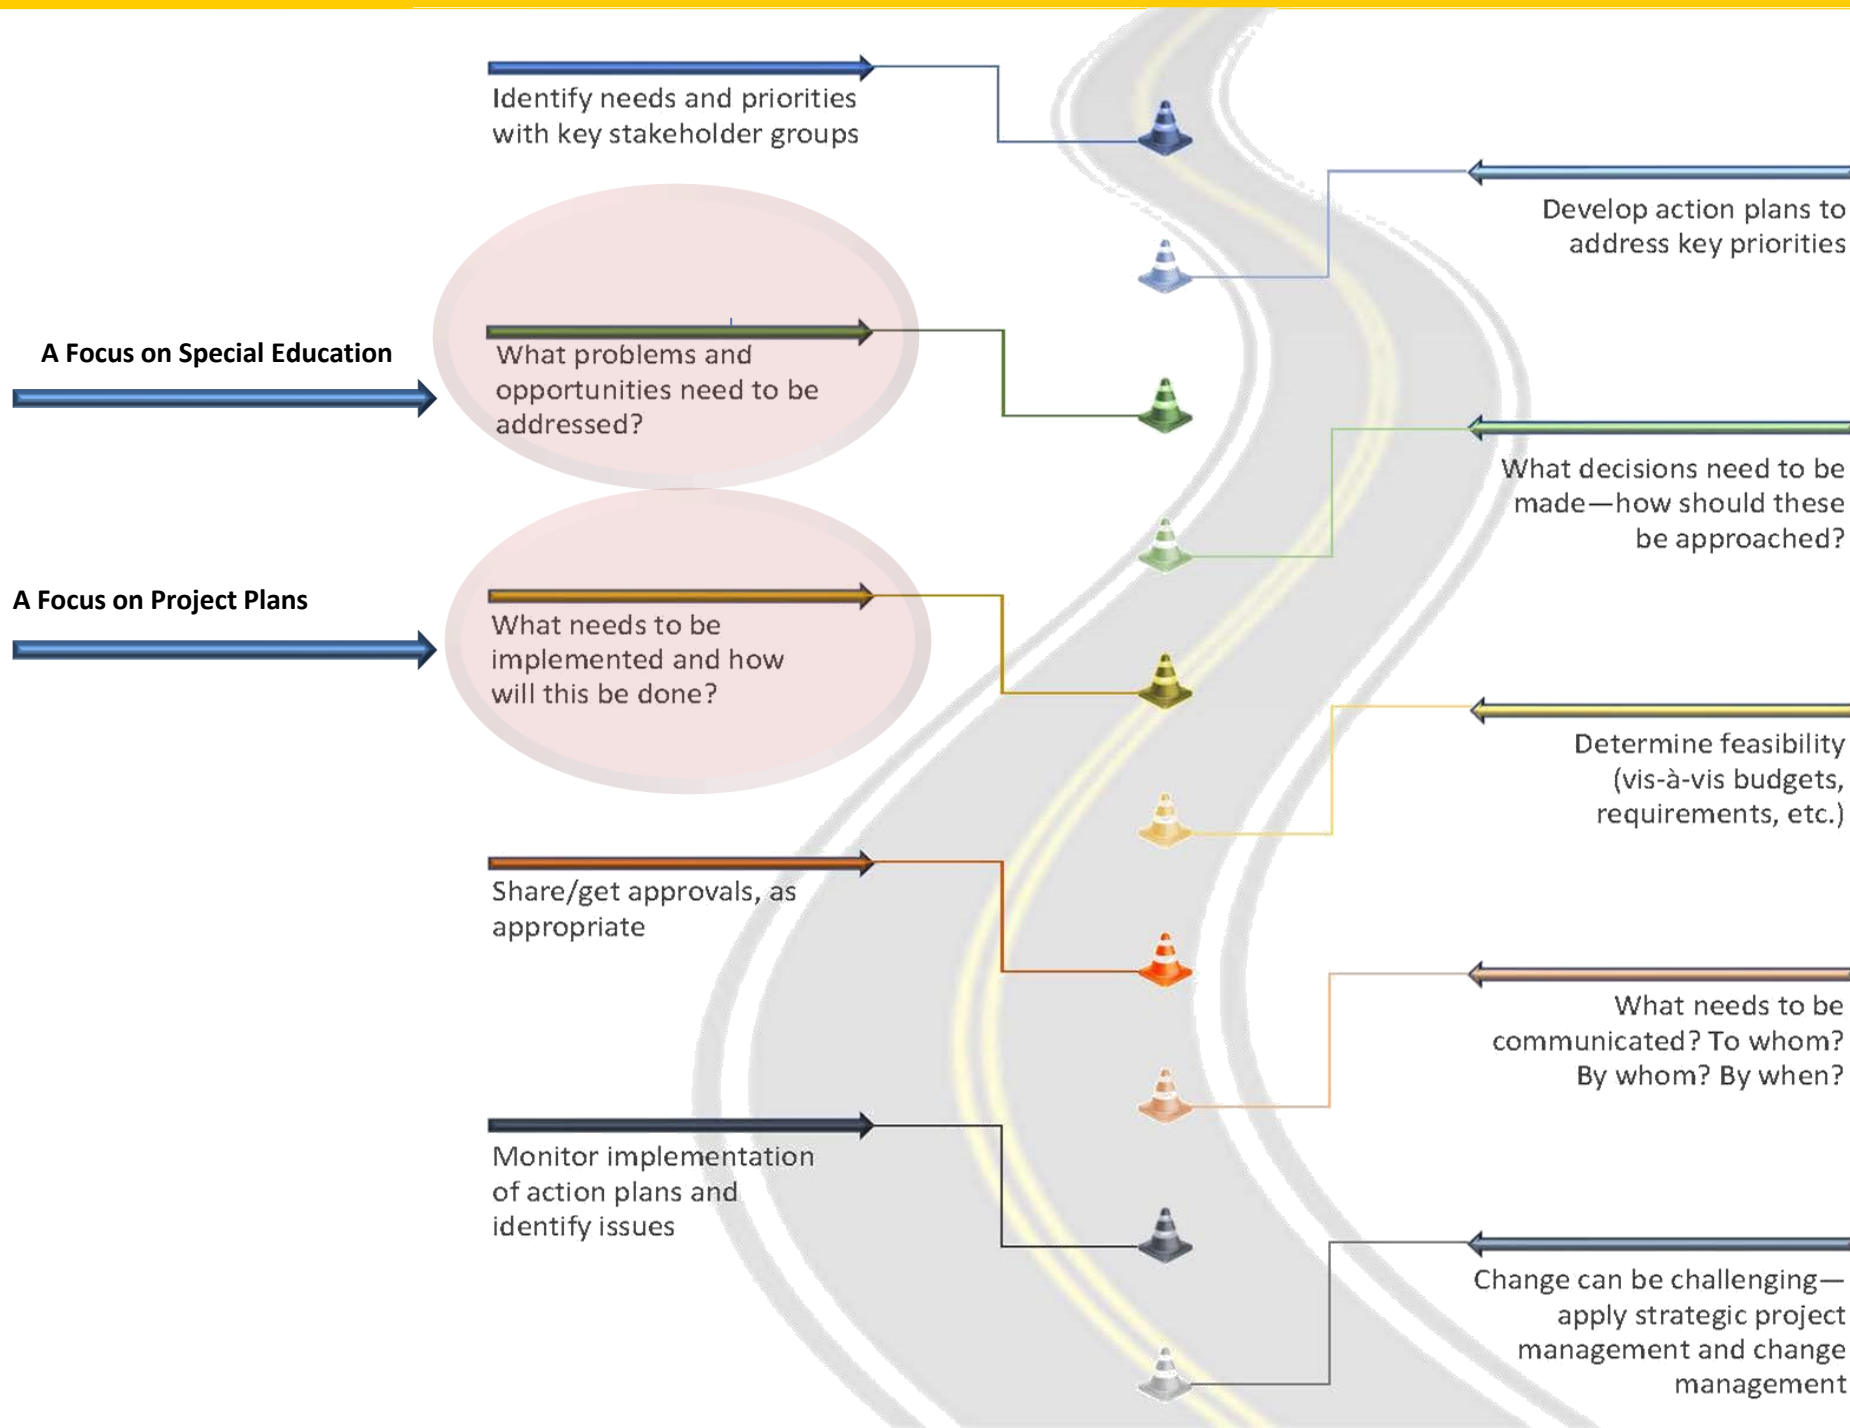 Identify needs and priorities
with key stakeholder groups
Develop action plans to
address key priorities
A Focus on Special Education
What problems and
opportunities need to be
addressed?
What decisions need to be
made—how should these
be approached?
A Focus on Project Plans
What needs to be
implemented and how
will this be done?
Determine feasibility
(vis-à-vis budgets,
requirements, etc.)
Share/get approvals, as
appropriate
What needs to be
communicated? To whom?
By whom? By when?
Monitor implementation
of action plans and
identify issues
Change can be challenging—
apply strategic project
management and change
management